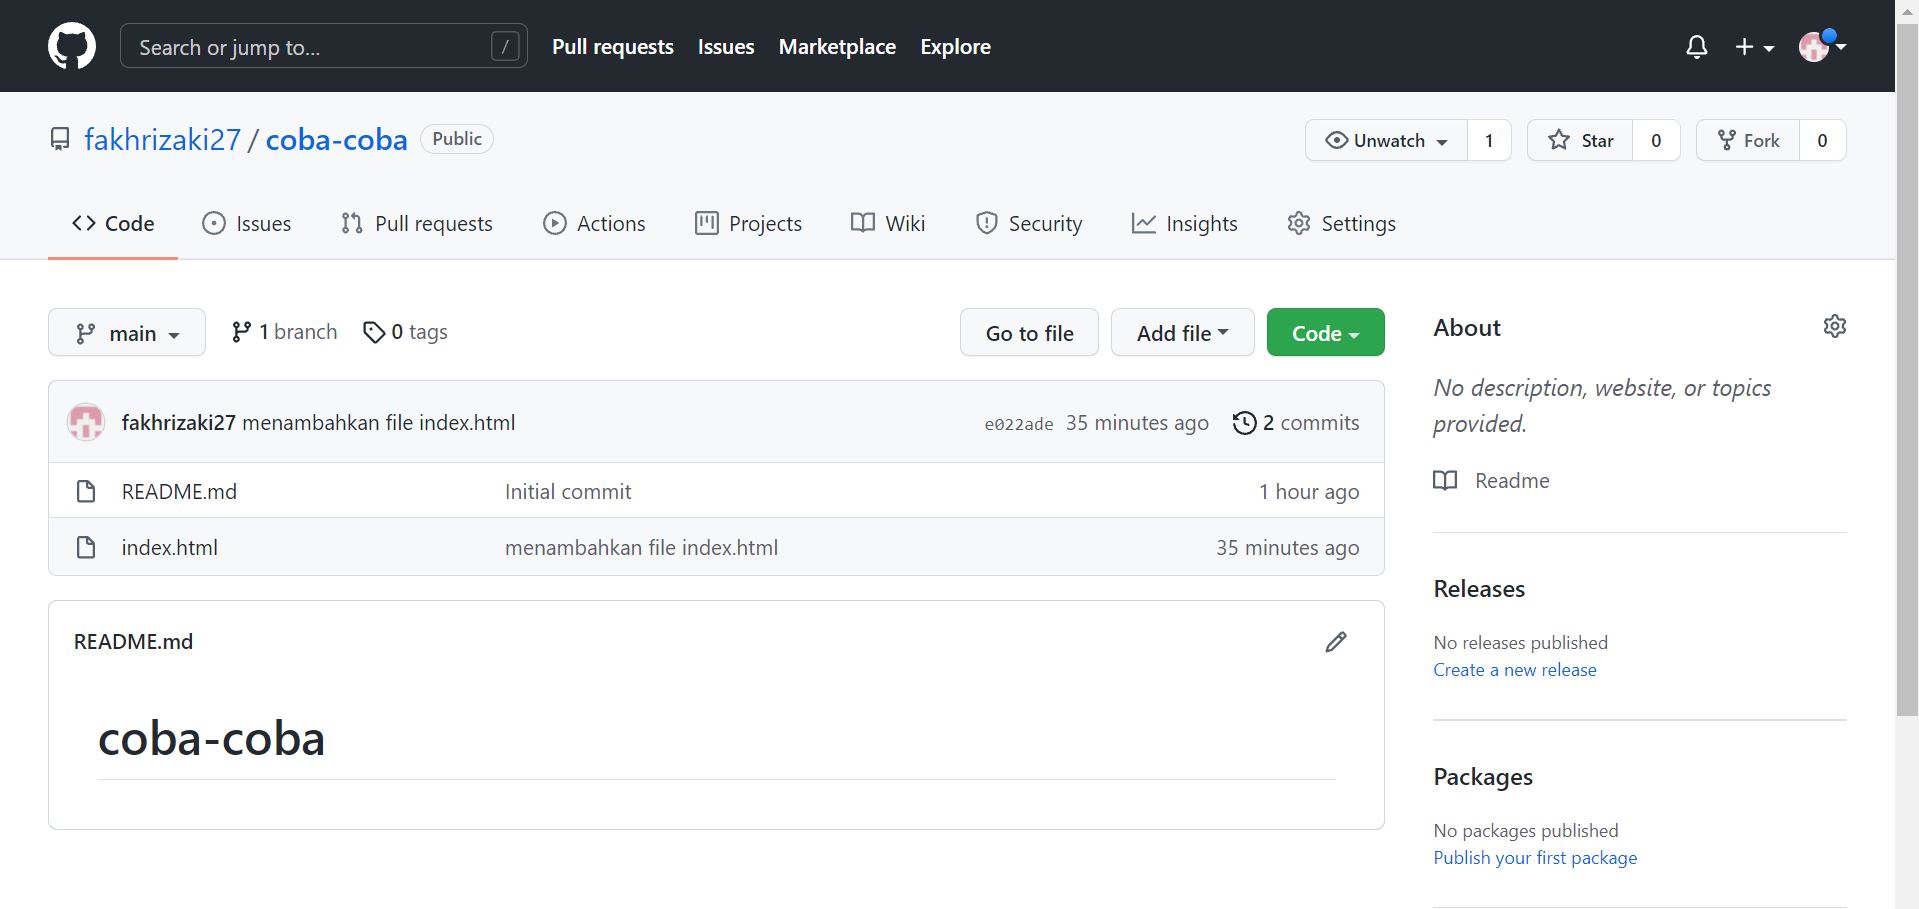 Search or jump to... /
Pull requests Issues Marketplace Explore
fakhrizaki27 / coba-coba Public
Unwatch 1 Star 0 Fork 0
Code Issues Pull requests Actions Projects Wiki Security Insights Settings
main 1 branch 0 tags Go to file Add file Code
fakhrizaki27 menambahkan file index.html e022ade 35 minutes ago 2 commits
README.md Initial commit 1 hour ago
index.html menambahkan file index.html 35 minutes ago
README.md
coba-coba
About
No description, website, or topics
provided.
Readme
Releases
No releases published
Create a new release
Packages
No packages published
Publish your first package